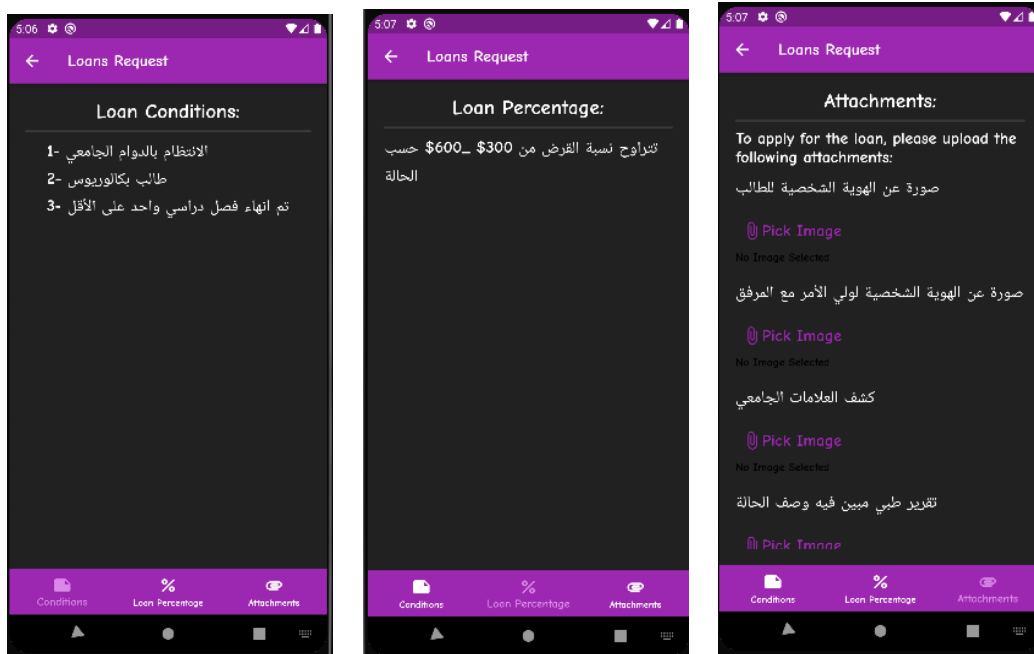 5:06
Loans Request
Loan Conditions:
1- الانتظام بالدوام الجامعي
2- طالب بكالوريوس
3- تم انهاء فصل دراسي واحد على الأقل
Conditions
Loan Percentage
Attachments
5:07
Loans Request
Loan Percentage:
تتراوح نسبة القرض من 300$ _600$ حسب
الحالة
Conditions
Loan Percentage
Attachments
5:07
Loans Request
Attachments:
To apply for the loan, please upload the
following attachments:
صورة عن الهوية الشخصية للطالب
Pick Image
No Image Selected
صورة عن الهوية الشخصية لولي الأمر مع المرفق
Pick Image
No Image Selected
كشف العلامات الجامعي
Pick Image
No Image Selected
تقرير طبي مبين فيه وصف الحالة
Pick Image
Conditions
Loan Percentage
Attachments